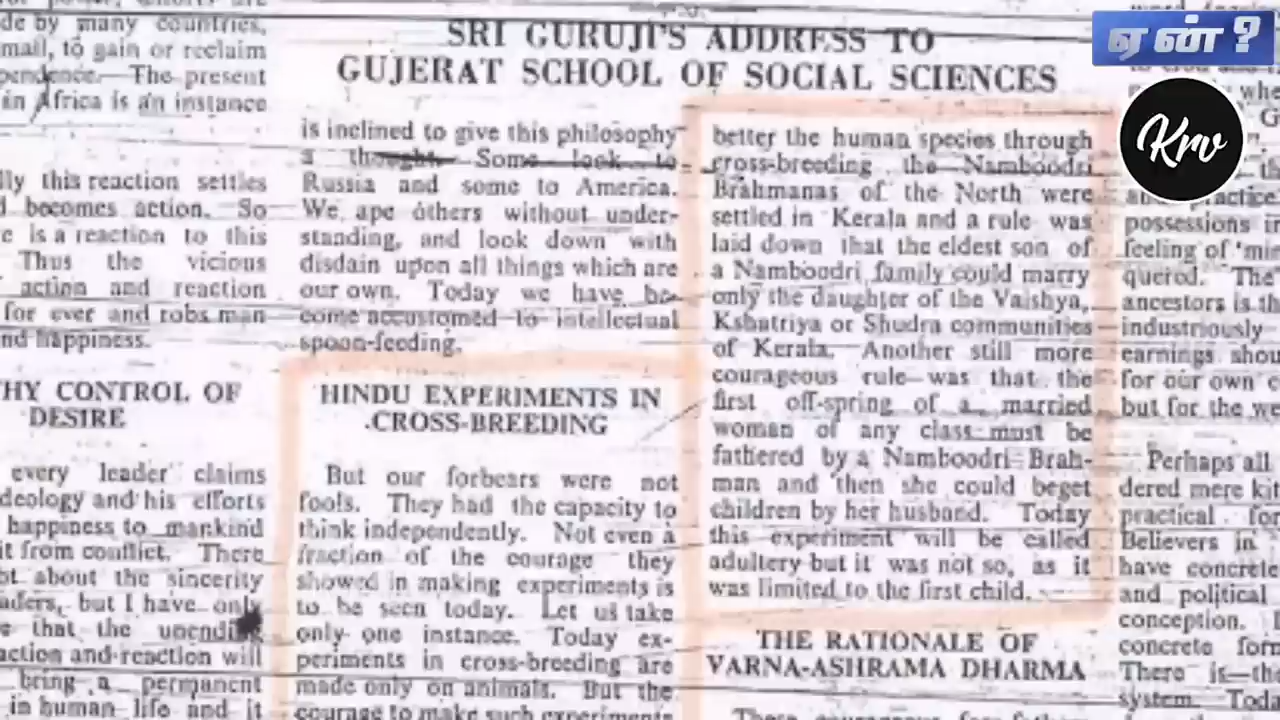 SRI GURUJI'S ADDRESS TO
GUJERAT SCHOOL OF SOCIAL SCIENCES
ஏன் ?
Krv
de by many countries,
mall, to gain or reclaim
The present
in Africa is an instance
this reaction settles
becomes action. So
is a reaction to this
Thus the vicious
action and reaction
for ever and robs man
happiness.
CONTROL OF
DESIRE
every leader claims
and his efforts
happiness to mankind
it from conflict. There
about the sincerity
but I have only
that the unending
action and reaction will
bring a permanent
in human life and it
is inclined to give this philosophy
a thought. Some look to
Russia and some to America.
We ape others without under-
standing, and look down with
disdain upon all things which are
our own. Today we have be-
come accustomed to intellectual
spoon-feeding.
HINDU EXPERIMENTS IN
CROSS-BREEDING
But our forbears were not
fools. They had the capacity to
think independently. Not even a
fraction of the courage they
showed in making experiments is
to be seen today. Let us take
only one instance. Today ex-
periments in cross-breeding are
made only on animals. But the
courage to make such experiments
better the human species through
cross-breeding the Namboodri
Brahmanas of the North were
settled in Kerala and a rule was
laid down that the eldest son of
a Namboodri family could marry
only the daughter of the Vaishya,
Kshatriya or Shudra communities
of Kerala. Another still more
courageous rule was that the
first off-spring of a married
woman of any class must be
fathered by a Namboodri Brah-
man and then she could beget
children by her husband. Today
this experiment will be called
adultery but it was not so, as it
was limited to the first child.
THE RATIONALE OF
VARNA-ASHRAMA DHARMA
practice
possessions
feeling of
quered.
ancestors is
industriously
earnings
for our own
but for the
Perhaps all
dered mere
practical
Believers in
have concrete
and political
conception.
concrete
There is
system.